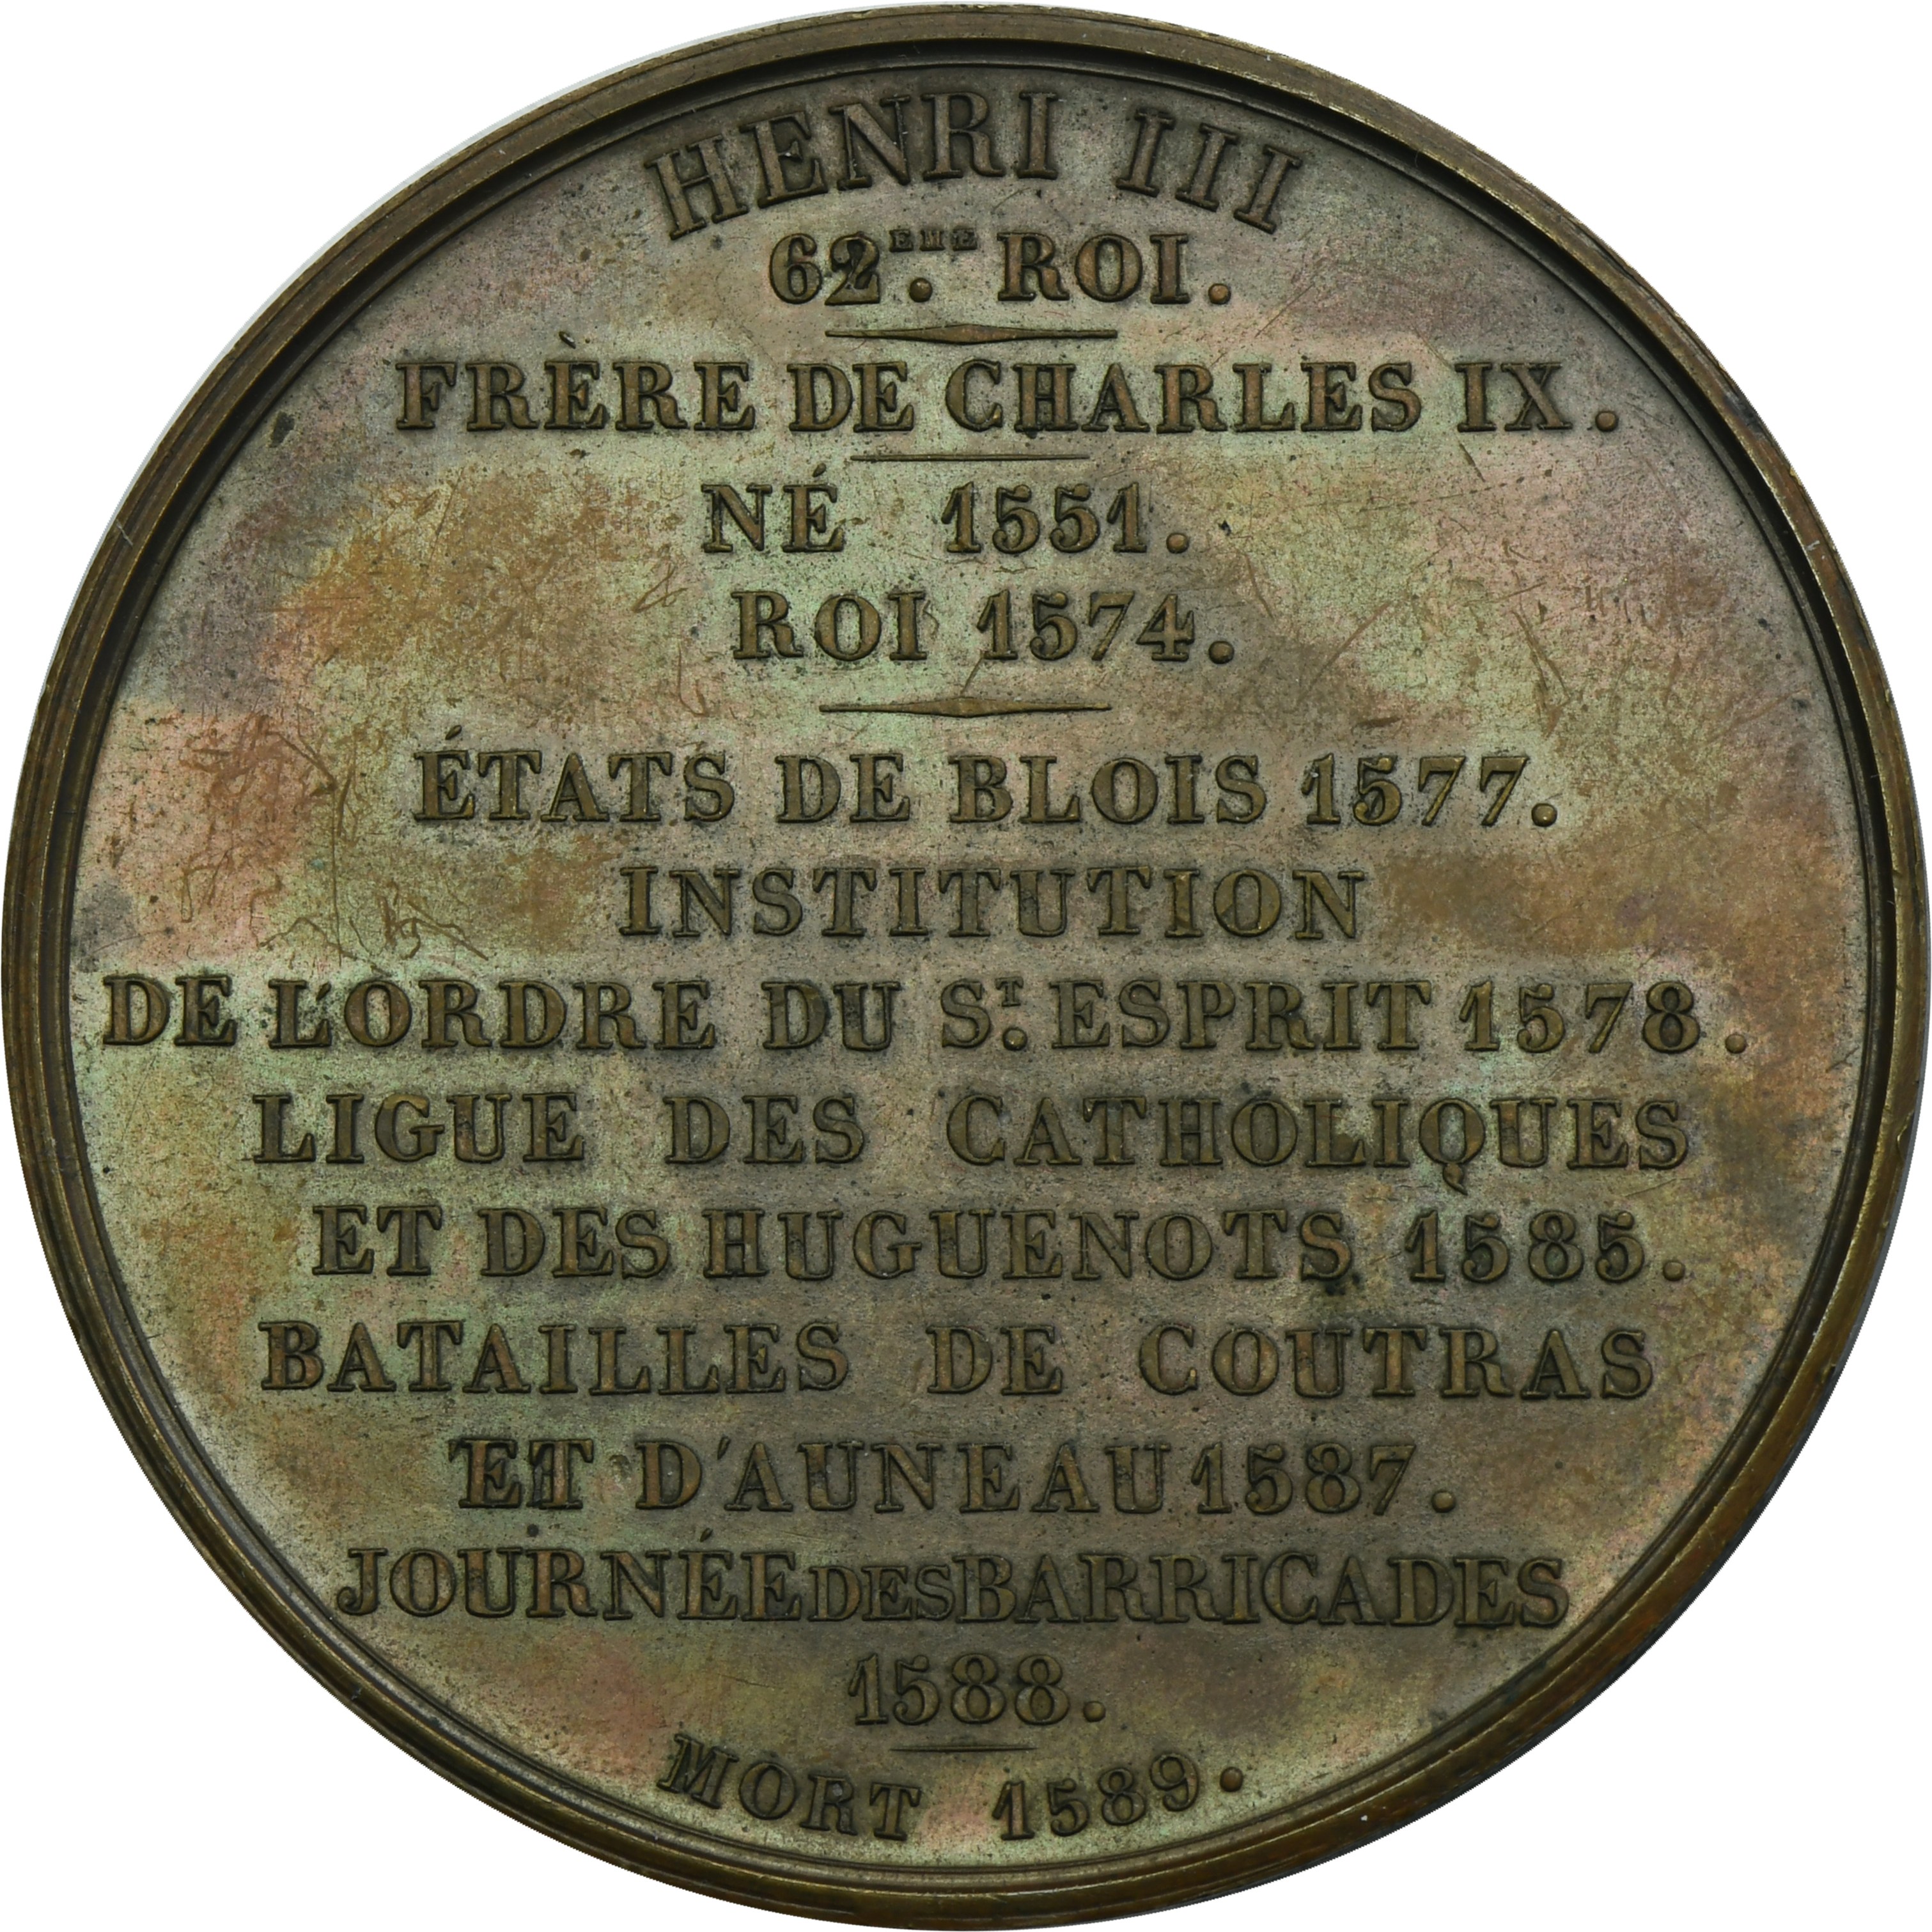 HENRI III
62EME. ROI.
FRÈRE DE CHARLES IX.
NÉ 1551.
ROI 1574.
ÉTATS DE BLOIS 1577.
INSTITUTION
DE L'ORDRE DU ST. ESPRIT 1578.
LIGUE DES CATHOLIQUES
ET DES HUGUENOTS 1585.
BATAILLES DE COUTRAS
ET D'AUNEAU 1587.
JOURNÉE DES BARRICADES
1588.
MORT 1589.